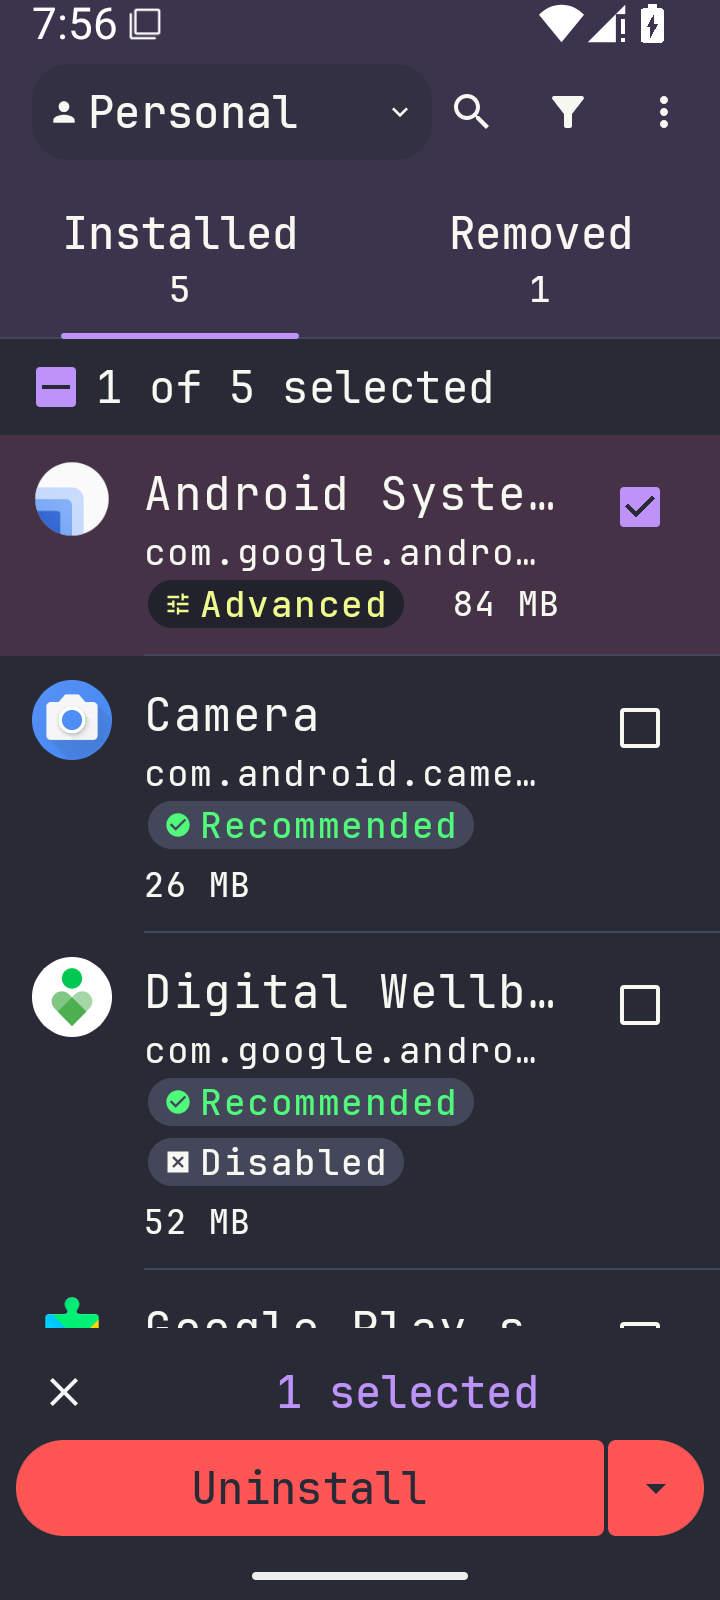 7:56
Personal
Installed
5
Removed
1
1 of 5 selected
Android Syste…
com.google.andro…
Advanced
84 MB
Camera
com.android.came…
Recommended
26 MB
Digital Wellb…
com.google.andro…
Recommended
Disabled
52 MB
Google Play s
1 selected
Uninstall